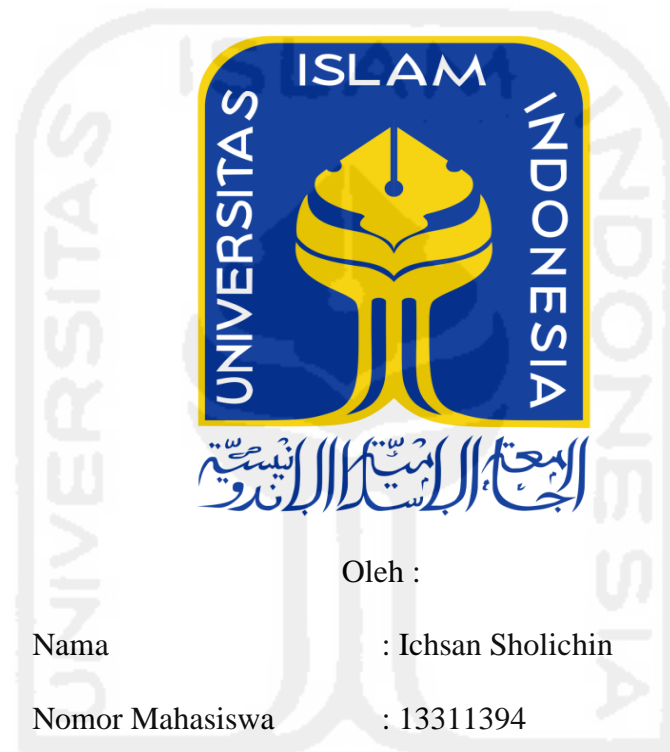 UNIVERSITAS ISLAM INDONESIA
الجامعة الإسلامية الإندونيسية
Oleh :
Nama : Ichsan Sholichin
Nomor Mahasiswa : 13311394